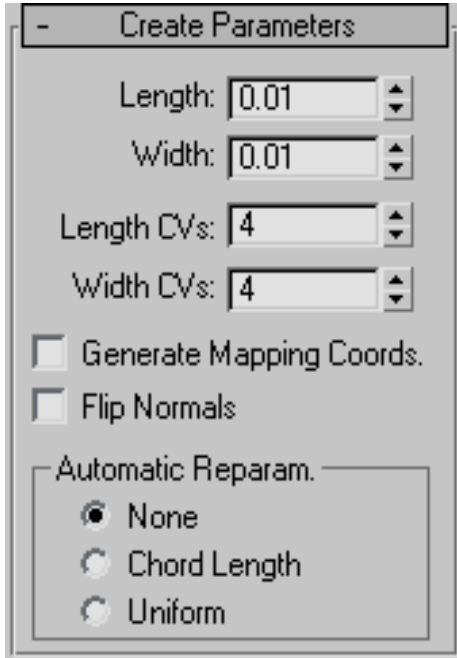 - Create Parameters
Length: 0.01
Width: 0.01
Length CVs: 4
Width CVs: 4
Generate Mapping Coords.
Flip Normals
Automatic Reparam.
None
Chord Length
Uniform